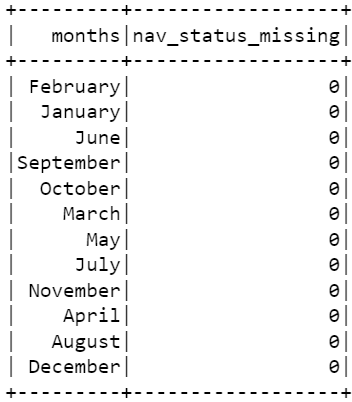 +---------+------------------+
|   months|nav_status_missing|
+---------+------------------+
| February|                 0|
|  January|                 0|
|     June|                 0|
|September|                 0|
|  October|                 0|
|    March|                 0|
|      May|                 0|
|     July|                 0|
| November|                 0|
|    April|                 0|
|   August|                 0|
| December|                 0|
+---------+------------------+